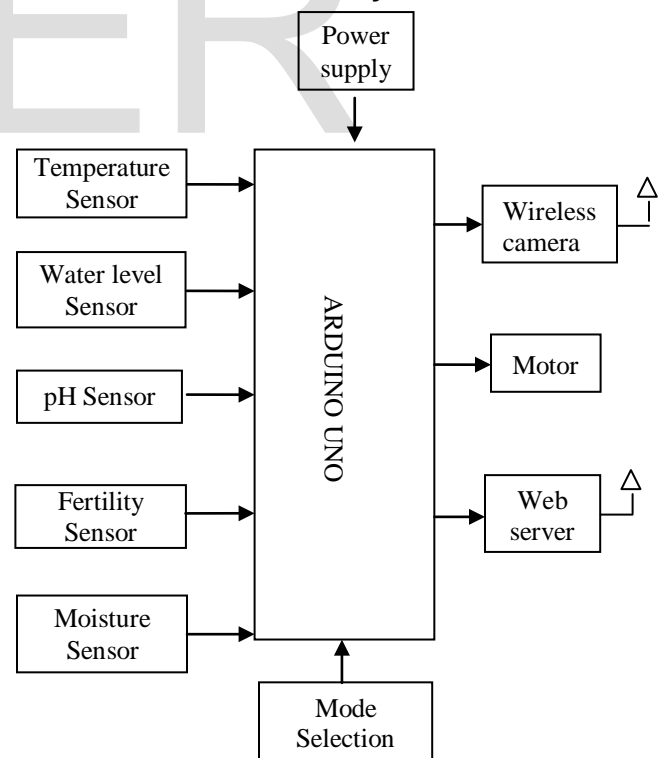 ER
Power
supply
Temperature
Sensor
Water level
Sensor
pH Sensor
Fertility
Sensor
Moisture
Sensor
ARDUINO UNO
Wireless
camera
Motor
Web
server
Mode
Selection